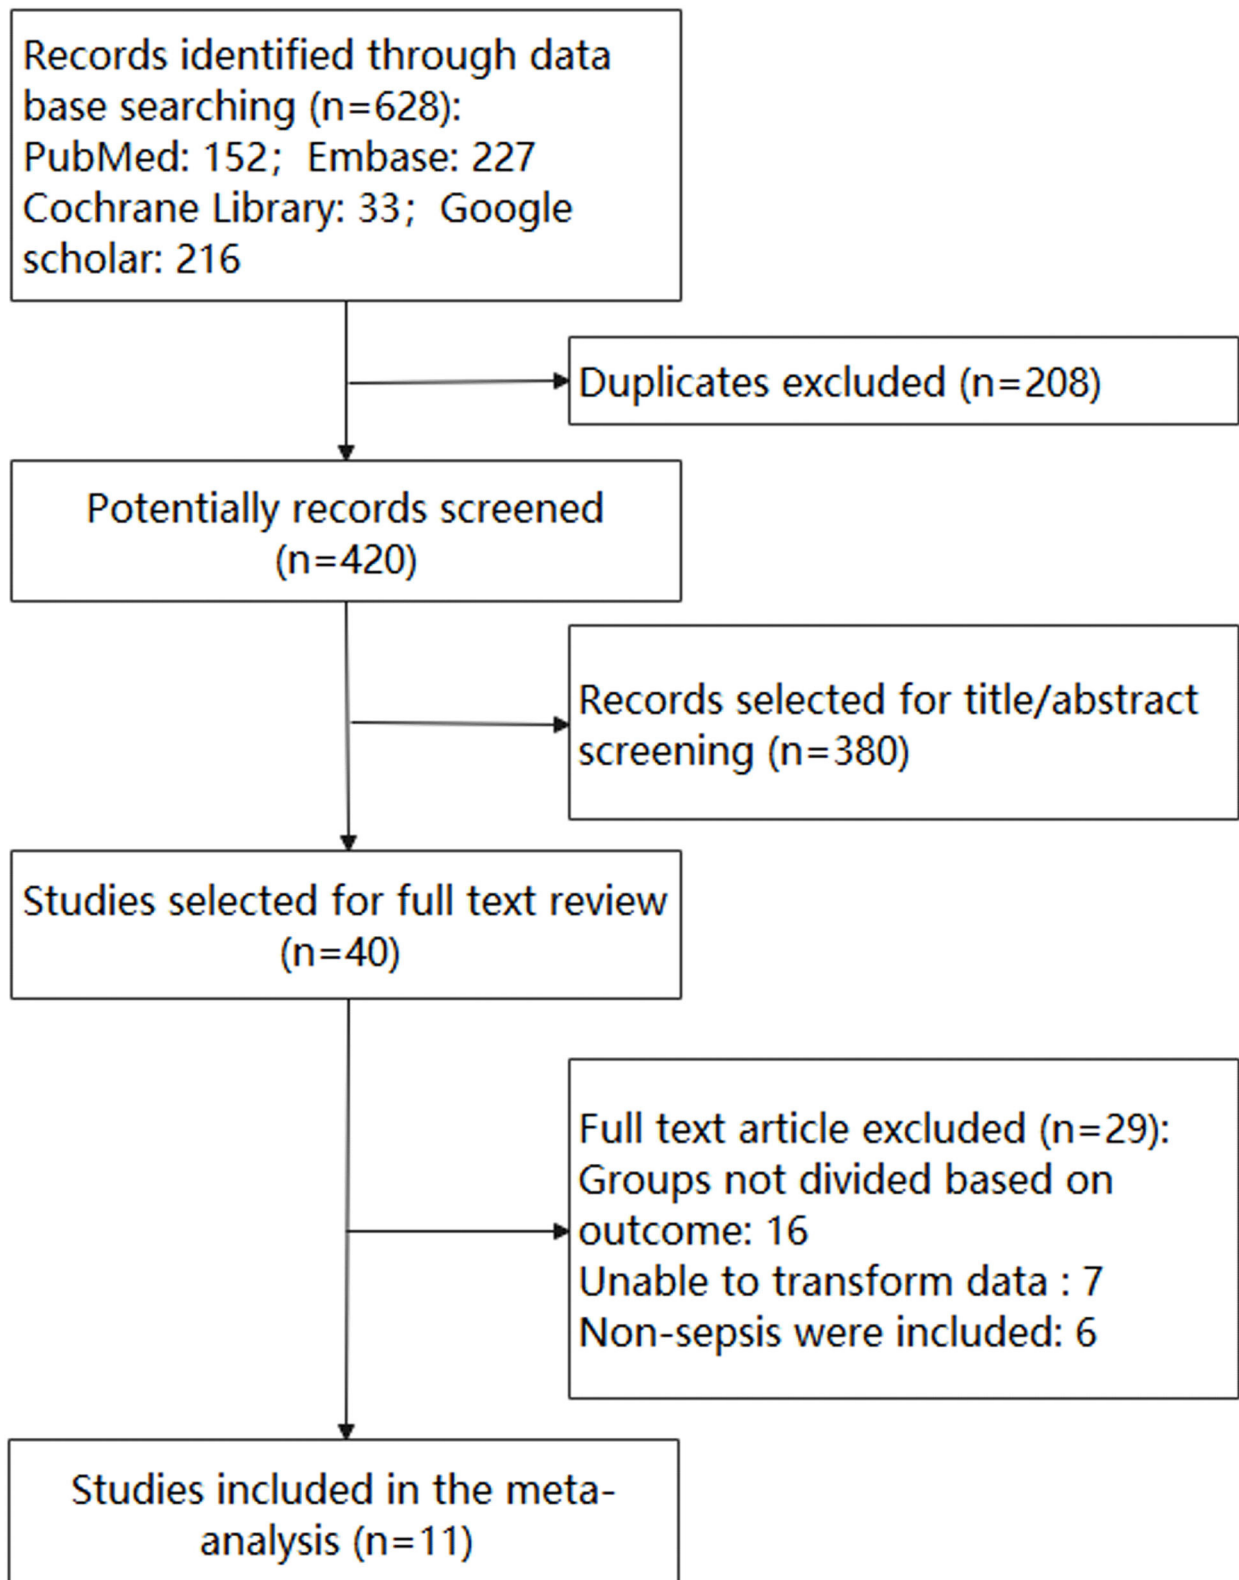 Records identified through data
base searching (n=628):
PubMed: 152;  Embase: 227
Cochrane Library: 33;  Google
scholar: 216
Duplicates excluded (n=208)
Potentially records screened
(n=420)
Records selected for title/abstract
screening (n=380)
Studies selected for full text review
(n=40)
Full text article excluded (n=29):
Groups not divided based on
outcome: 16
Unable to transform data : 7
Non-sepsis were included: 6
Studies included in the meta-
analysis (n=11)